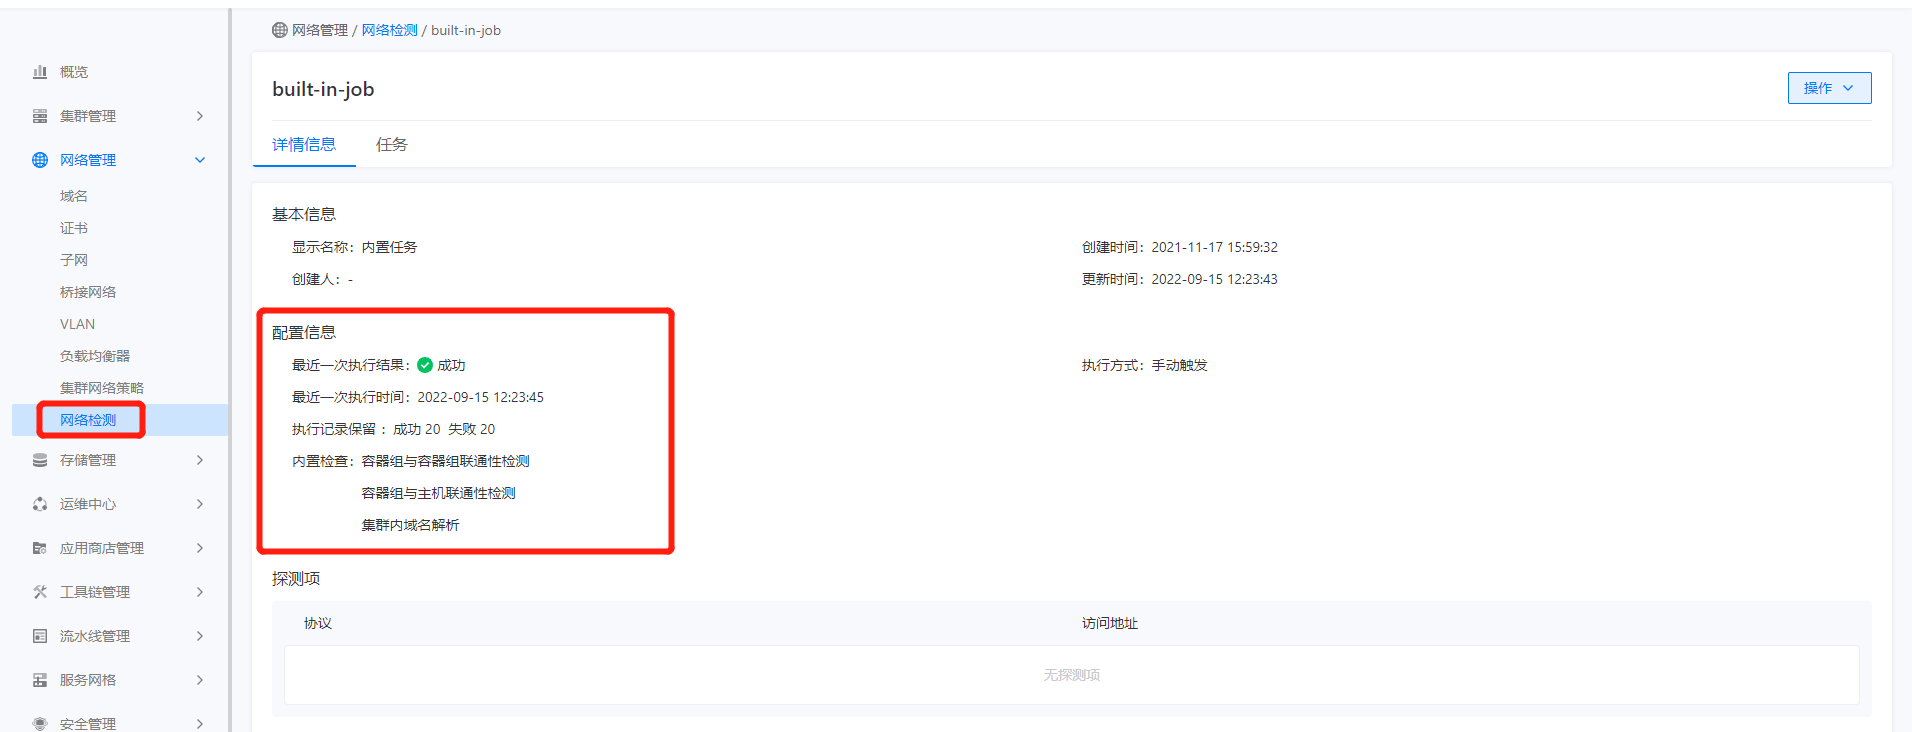 网络管理 / 网络检测 / built-in-job
概览
集群管理
网络管理
域名
证书
子网
桥接网络
VLAN
负载均衡器
集群网络策略
网络检测
存储管理
运维中心
应用商店管理
工具链管理
流水线管理
服务网格
安全管理
built-in-job
操作
详情信息 任务
基本信息
显示名称：内置任务
创建时间：2021-11-17 15:59:32
创建人：-
更新时间：2022-09-15 12:23:43
配置信息
最近一次执行结果：成功
执行方式：手动触发
最近一次执行时间：2022-09-15 12:23:45
执行记录保留 ：成功 20 失败 20
内置检查：容器组与容器组联通性检测
容器组与主机联通性检测
集群内域名解析
探测项
协议 访问地址
无探测项